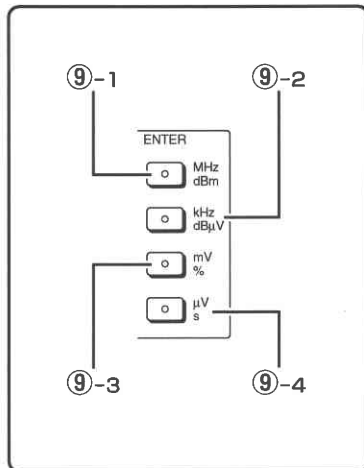 ⑨-1
⑨-2
ENTER
MHz
dBm
kHz
dBμV
mV
%
μV
s
⑨-3
⑨-4